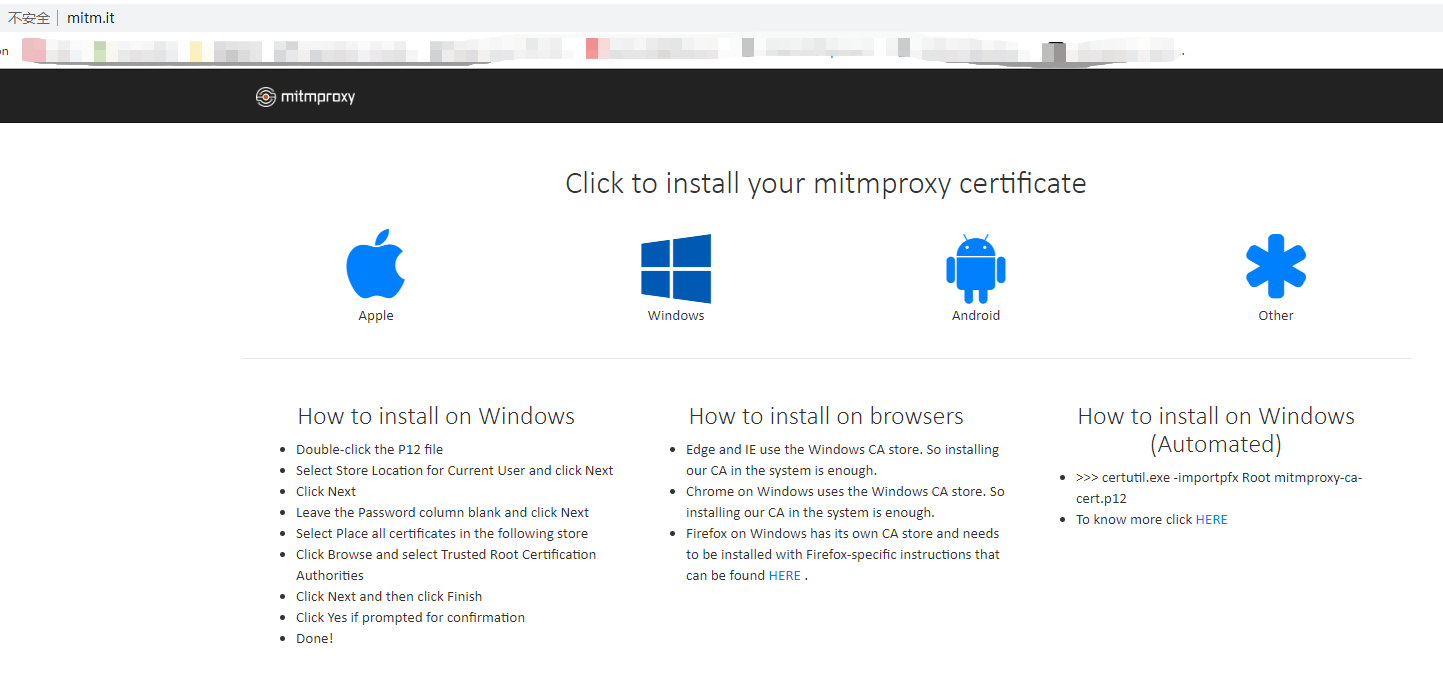 不安全 mitm.it
on
mitmproxy
Click to install your mitmproxy certificate
Apple
Windows
Android
Other
How to install on Windows
Double-click the P12 file
Select Store Location for Current User and click Next
Click Next
Leave the Password column blank and click Next
Select Place all certificates in the following store
Click Browse and select Trusted Root Certification
Authorities
Click Next and then click Finish
Click Yes if prompted for confirmation
Done!
How to install on browsers
Edge and IE use the Windows CA store. So installing
our CA in the system is enough.
Chrome on Windows uses the Windows CA store. So
installing our CA in the system is enough.
Firefox on Windows has its own CA store and needs
to be installed with Firefox-specific instructions that
can be found HERE .
How to install on Windows
(Automated)
>>> certutil.exe -importpfx Root mitmproxy-ca-
cert.p12
To know more click HERE